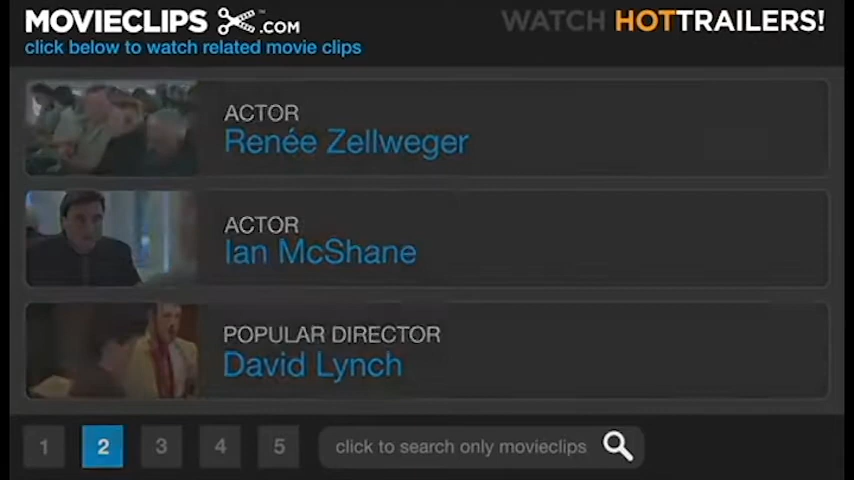 MOVIECLIPS .COM
WATCH HOTTRAILERS!
click below to watch related movie clips
ACTOR
Renée Zellweger
ACTOR
Ian McShane
POPULAR DIRECTOR
David Lynch
1 2 3 4 5 click to search only movieclips